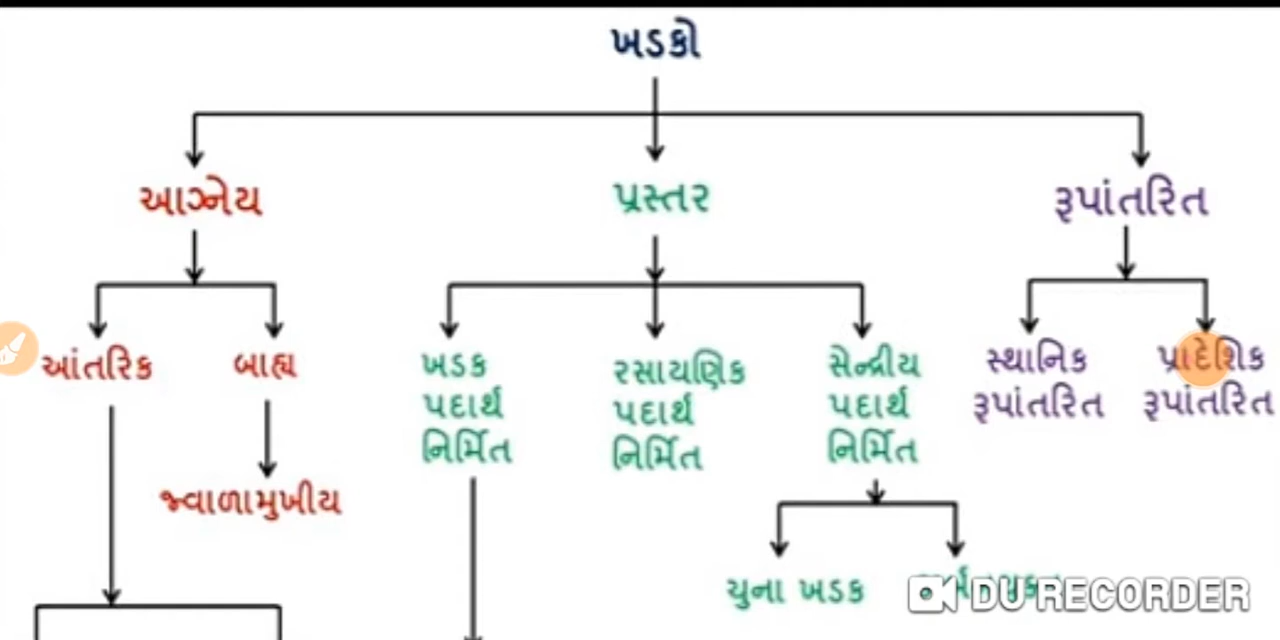 ખડકો
આગ્નેય પ્રસ્તર રૂપાંતરિત
આંતરિક બાહ્ય
જ્વાળામુખીય
ખડક
પદાર્થ
નિર્મિત
રસાયણિક
પદાર્થ
નિર્મિત
સેન્દ્રીય
પદાર્થ
નિર્મિત
સ્થાનિક
રૂપાંતરિત
પ્રાદેશિક
રૂપાંતરિત
ચુના ખડક
DU RECORDER